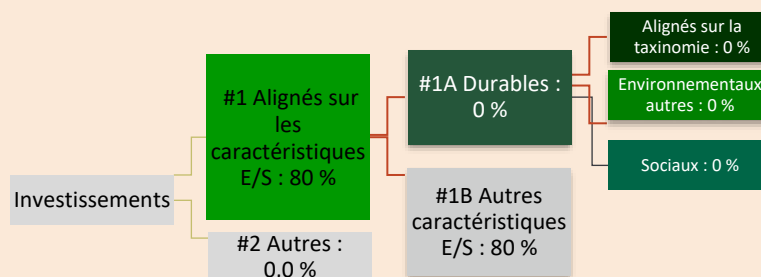 Investissements
#1 Alignés sur
les
caractéristiques
E/S : 80 %
#2 Autres :
0.0 %
#1A Durables :
0 %
#1B Autres
caractéristiques
E/S : 80 %
Alignés sur la
taxinomie : 0 %
Environnementaux
autres : 0 %
Sociaux : 0 %